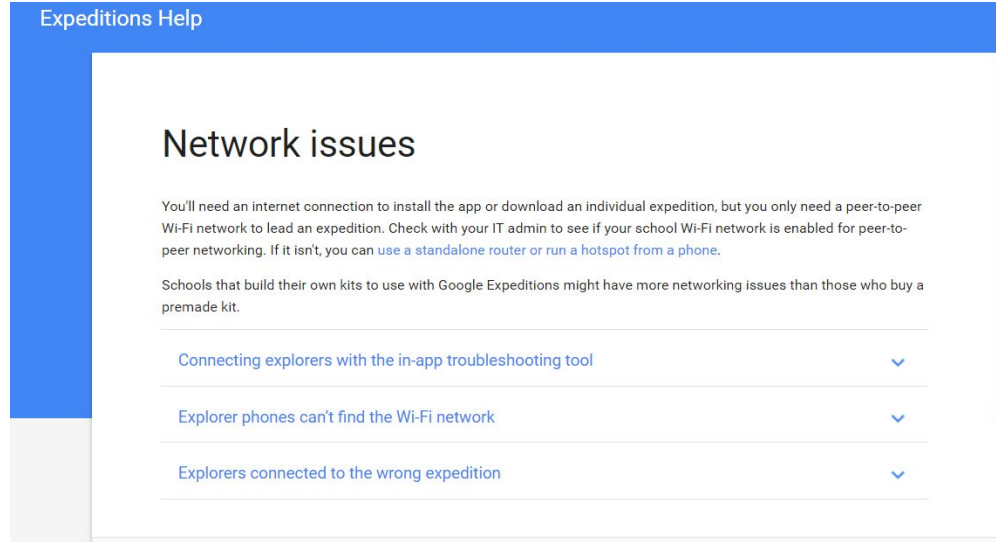 Expeditions Help
Network issues
You'll need an internet connection to install the app or download an individual expedition, but you only need a peer-to-peer
Wi-Fi network to lead an expedition. Check with your IT admin to see if your school Wi-Fi network is enabled for peer-to-
peer networking. If it isn't, you can use a standalone router or run a hotspot from a phone.
Schools that build their own kits to use with Google Expeditions might have more networking issues than those who buy a
premade kit.
Connecting explorers with the in-app troubleshooting tool
Explorer phones can’t find the Wi-Fi network
Explorers connected to the wrong expedition